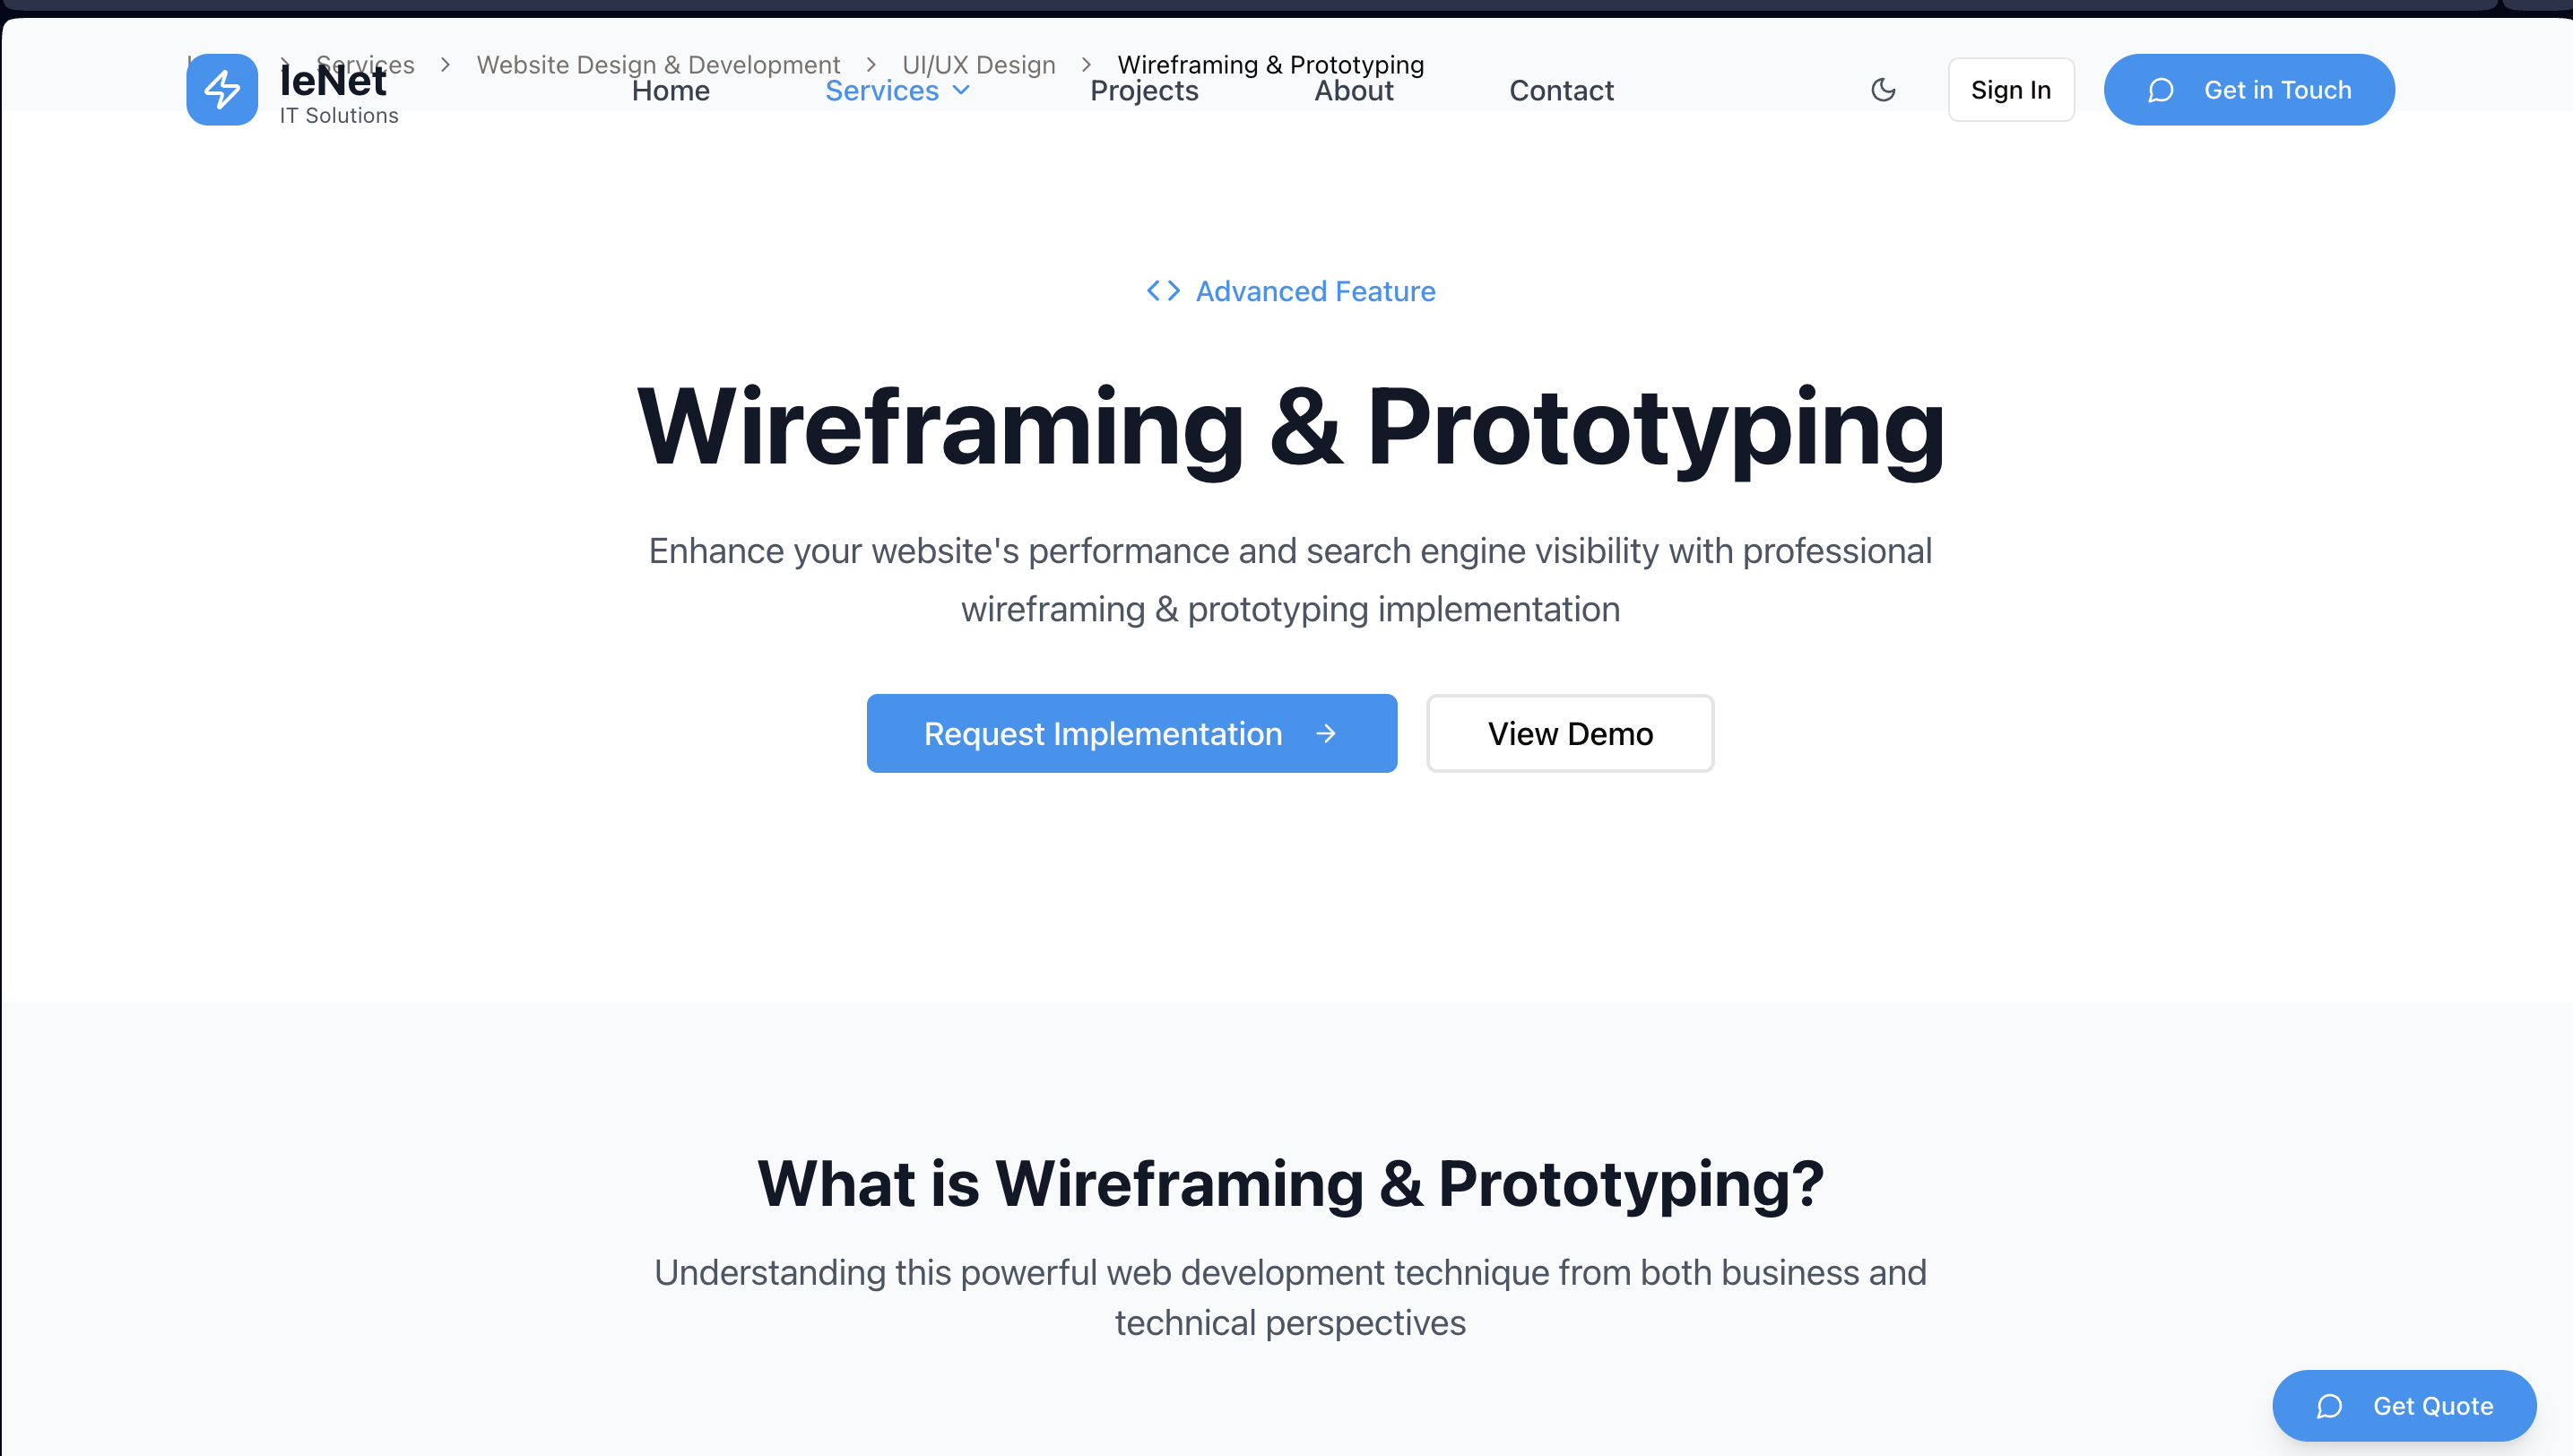 Services > Website Design & Development > UI/UX Design > Wireframing & Prototyping
IeNet
IT Solutions
Home
Services
Projects
About
Contact
Sign In
Get in Touch
Advanced Feature
Wireframing & Prototyping
Enhance your website's performance and search engine visibility with professional
wireframing & prototyping implementation
Request Implementation
View Demo
What is Wireframing & Prototyping?
Understanding this powerful web development technique from both business and
technical perspectives
Get Quote